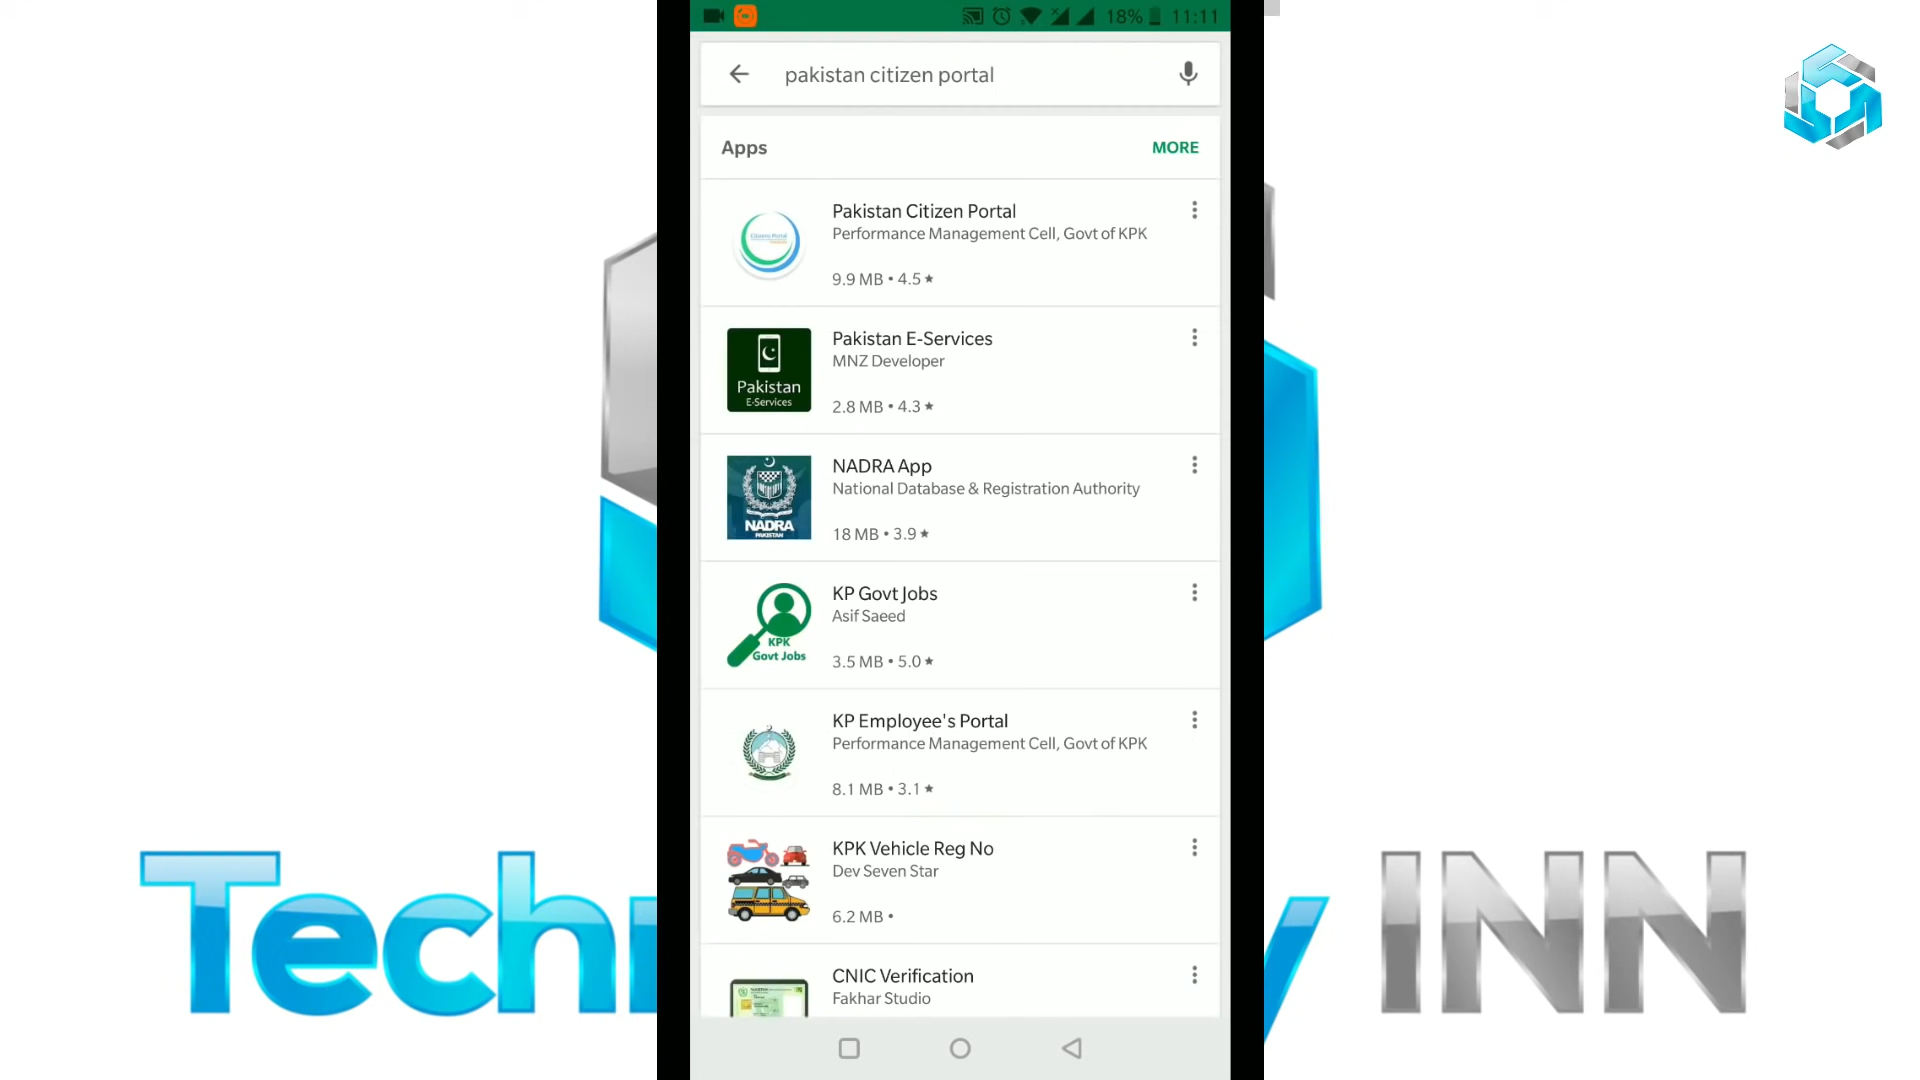 18% 11:11
pakistan citizen portal
Apps
MORE
Pakistan Citizen Portal
Performance Management Cell, Govt of KPK
9.9 MB • 4.5 ★
Pakistan E-Services
MNZ Developer
2.8 MB • 4.3 ★
Pakistan
E-Services
NADRA App
National Database & Registration Authority
18 MB • 3.9 ★
NADRA
PAKISTAN
KP Govt Jobs
Asif Saeed
3.5 MB • 5.0 ★
KPK
Govt Jobs
KP Employee's Portal
Performance Management Cell, Govt of KPK
8.1 MB • 3.1 ★
KPK Vehicle Reg No
Dev Seven Star
6.2 MB •
CNIC Verification
Fakhar Studio
INN